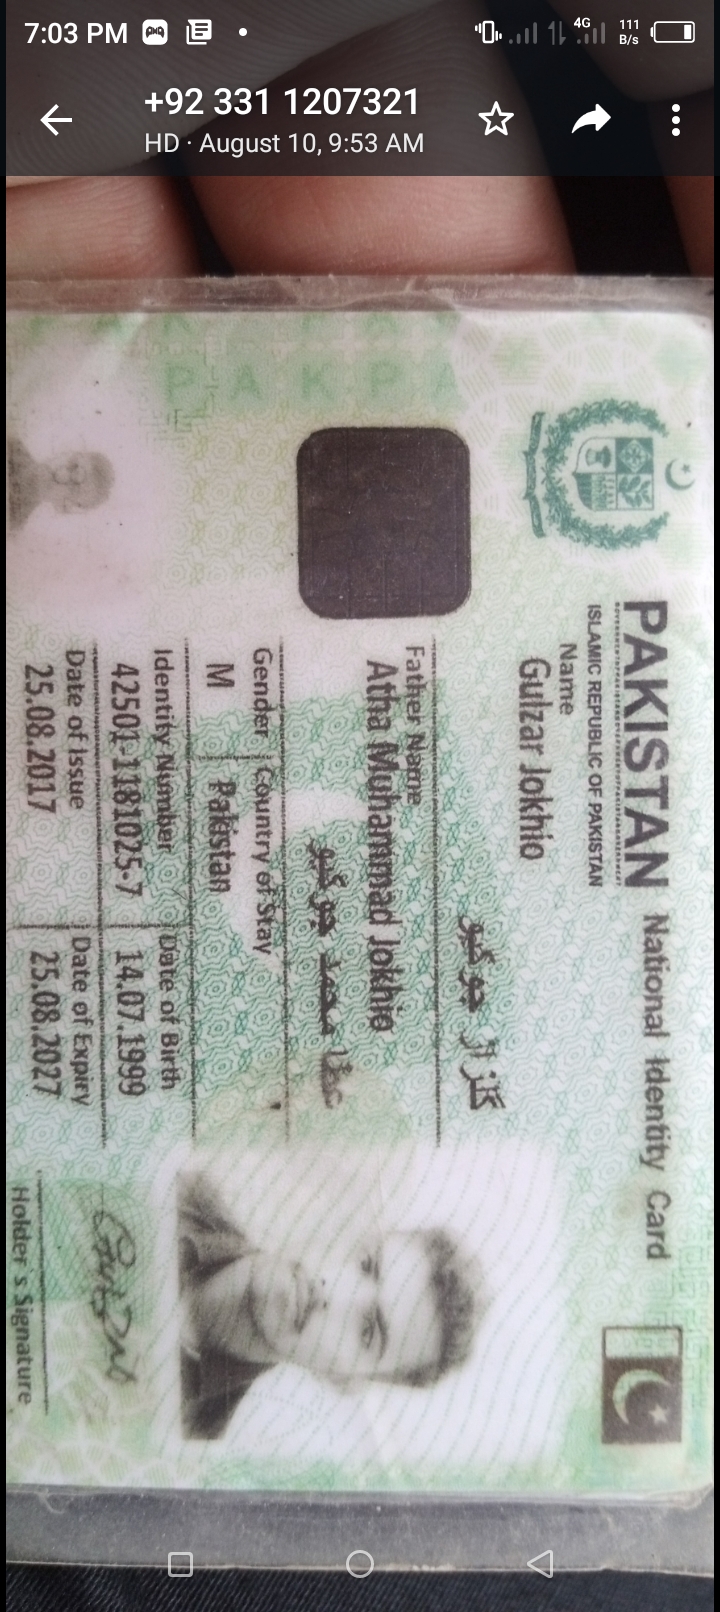 7:03 PM
4G 111 B/s
+92 331 1207321
HD · August 10, 9:53 AM
PAKPA
PAKISTAN National Identity Card
ISLAMIC REPUBLIC OF PAKISTAN
Name
Gulzar Jokhio
گلزار جوکیو
Father Name
Atha Muhammad Jokhio
عطا محمد جوکیو
Gender Country of Stay
M Pakistan
Identity Number Date of Birth
42501-1181025-7 14.07.1999
Date of Issue Date of Expiry
25.08.2017 25.08.2027
Holder's Signature